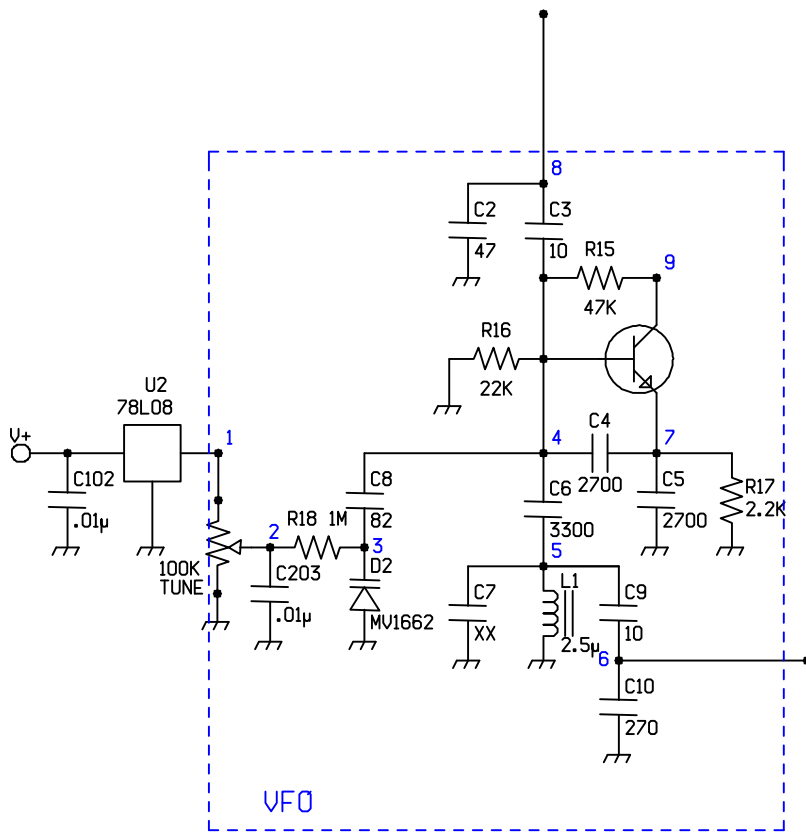 8
C2
C3
47
10
R15
9
47K
R16
22K
U2
78L08
V+
1
4
C4
7
C102
.01µ
C8
82
C6
2700
3300
C5
2700
R17
2.2K
2
R18 1M
3
5
100K
TUNE
C203
.01µ
D2
MV1662
C7
XX
L1
2.5µ
C9
10
6
C10
270
VFO